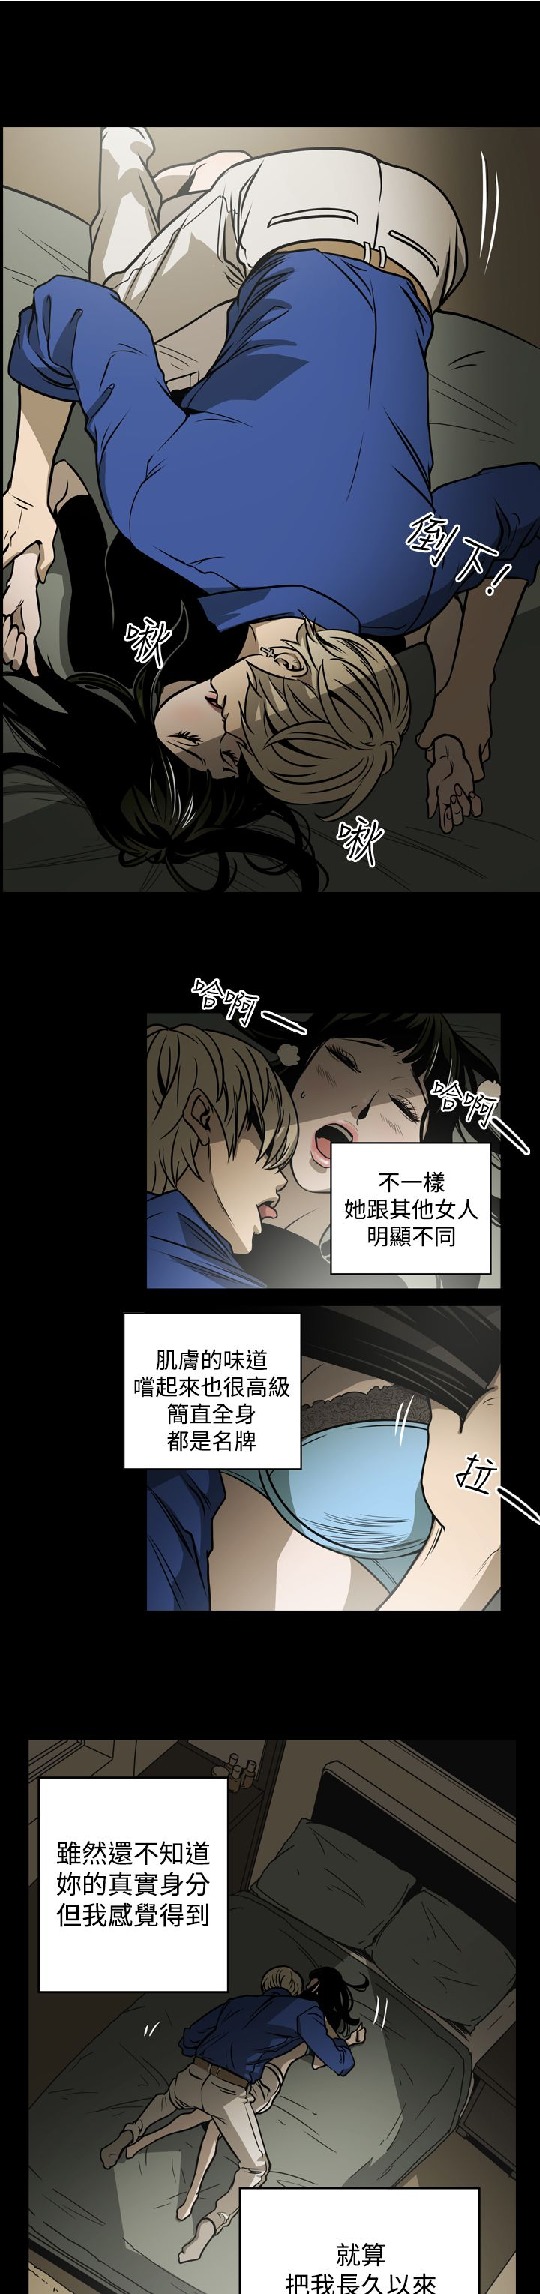 倒下！
啾
啾
哈啊—
哈啊—
不一樣
她跟其他女人
明顯不同
肌膚的味道
嚐起來也很高級
簡直全身
都是名牌
拉—
雖然還不知道
妳的真實身分
但我感覺得到
就算
把我長久以來